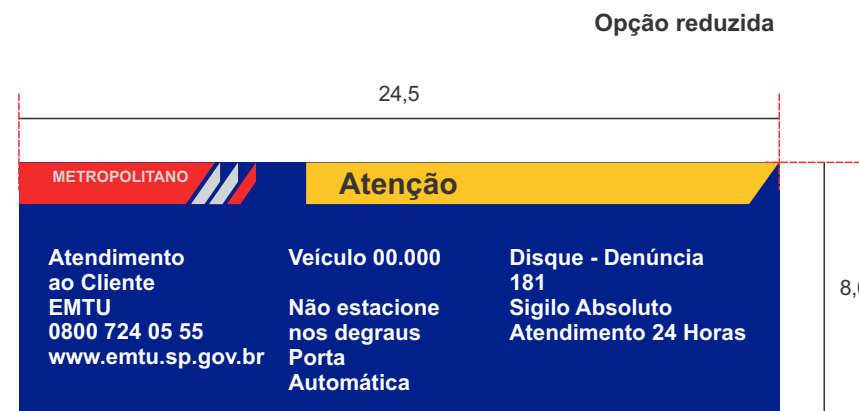 Opção reduzida
24,5
METROPOLITANO
Atenção
Atendimento
ao Cliente
EMTU
0800 724 05 55
www.emtu.sp.gov.br
Veículo 00.000
Não estacione
nos degraus
Porta
Automática
Disque - Denúncia
181
Sigilo Absoluto
Atendimento 24 Horas